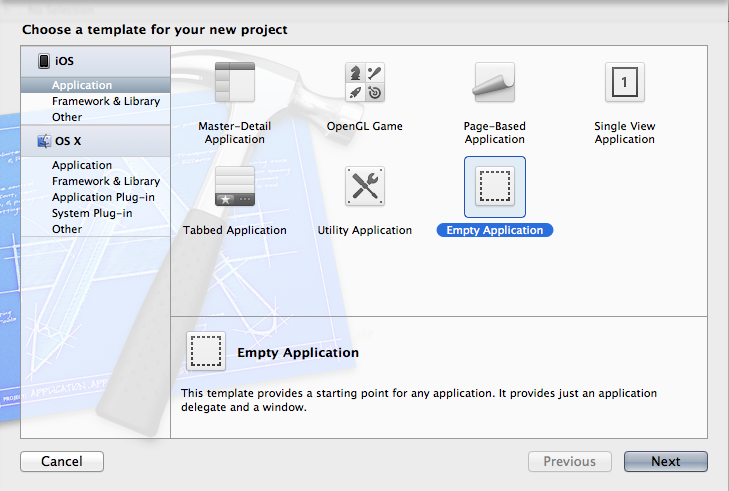 Choose a template for your new project
iOS
Application
Framework & Library
Other
OS X
Application
Framework & Library
Application Plug-in
System Plug-in
Other
Master-Detail
Application
OpenGL Game
Page-Based
Application
1
Single View
Application
Tabbed Application
Utility Application
Empty Application
Empty Application
This template provides a starting point for any application. It provides just an application
delegate and a window.
Cancel
Previous
Next